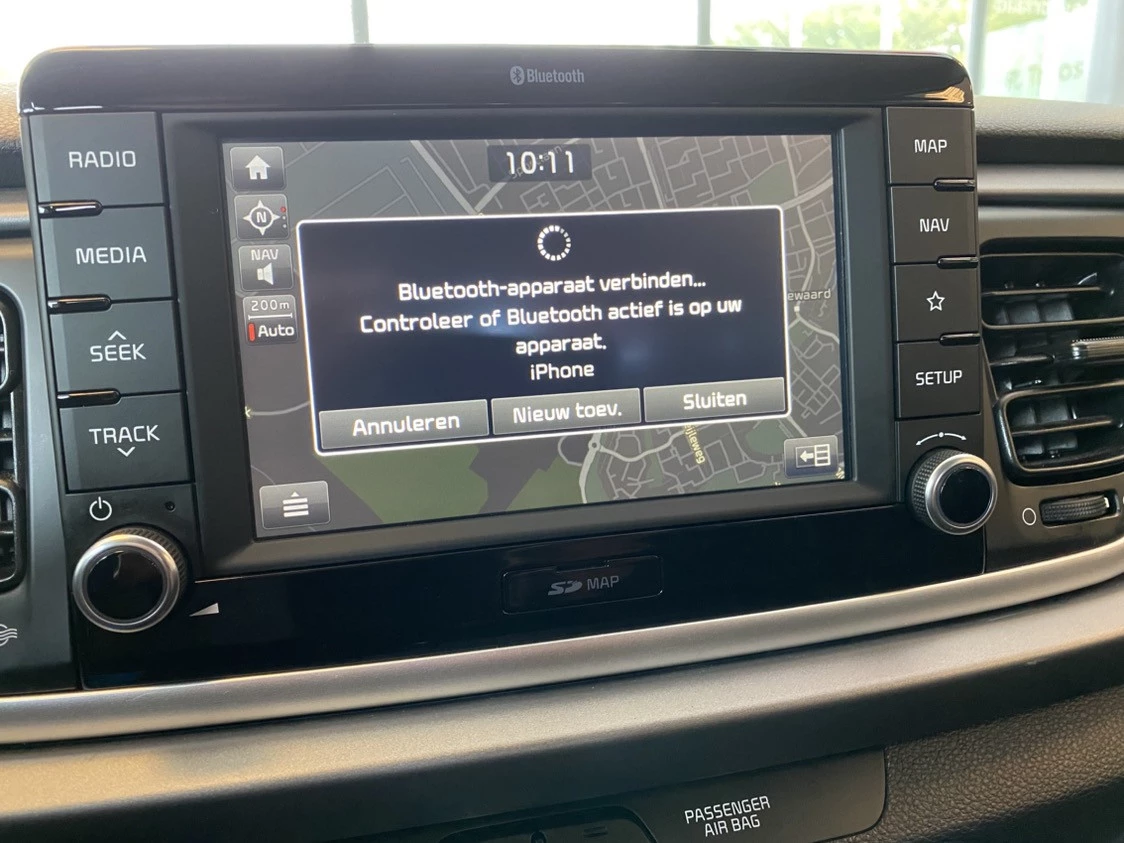 Bluetooth
RADIO
MEDIA
SEEK
TRACK
10:11
N
NAV
200m
Auto
Bluetooth-apparaat verbinden...
Controleer of Bluetooth actief is op uw
apparaat.
iPhone
Annuleren
Nieuw toev.
Sluiten
ewaard
MAP
NAV
SETUP
SD MAP
PASSENGER
AIR BAG